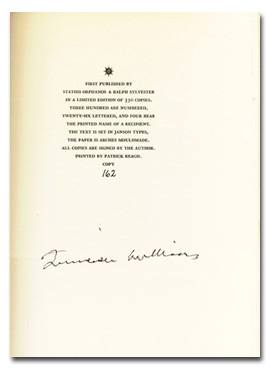 FIRST PUBLISHED BY
STATHIS ORPHANOS & RALPH SYLVESTER
IN A LIMITED EDITION OF 330 COPIES.
THREE HUNDRED ARE NUMBERED,
TWENTY-SIX LETTERED, AND FOUR BEAR
THE PRINTED NAME OF A RECIPIENT.
THE TEXT IS SET IN JANSON TYPES,
THE PAPER IS ARCHES MOULDMADE.
ALL COPIES ARE SIGNED BY THE AUTHOR.
PRINTED BY PATRICK REAGH.
COPY
162
Tennessee Williams